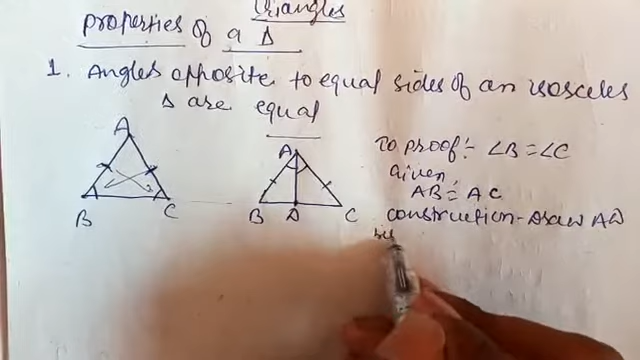 Triangles
properties of a Δ
1. Angles opposite to equal sides of an isosceles
Δ are equal
A
B
C
A
B
D
C
To proof:- ∠B = ∠C
given,
AB = AC
construction - Draw AD